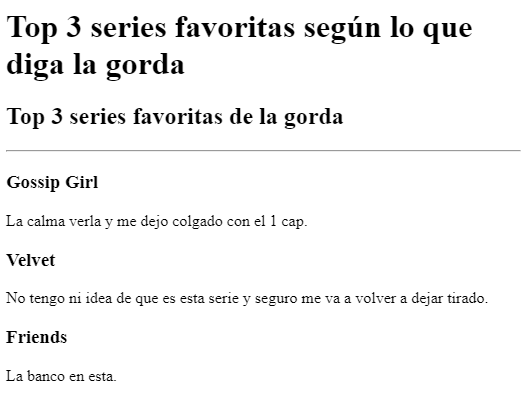 Top 3 series favoritas según lo que
diga la gorda
Top 3 series favoritas de la gorda
Gossip Girl
La calma verla y me dejo colgado con el 1 cap.
Velvet
No tengo ni idea de que es esta serie y seguro me va a volver a dejar tirado.
Friends
La banco en esta.